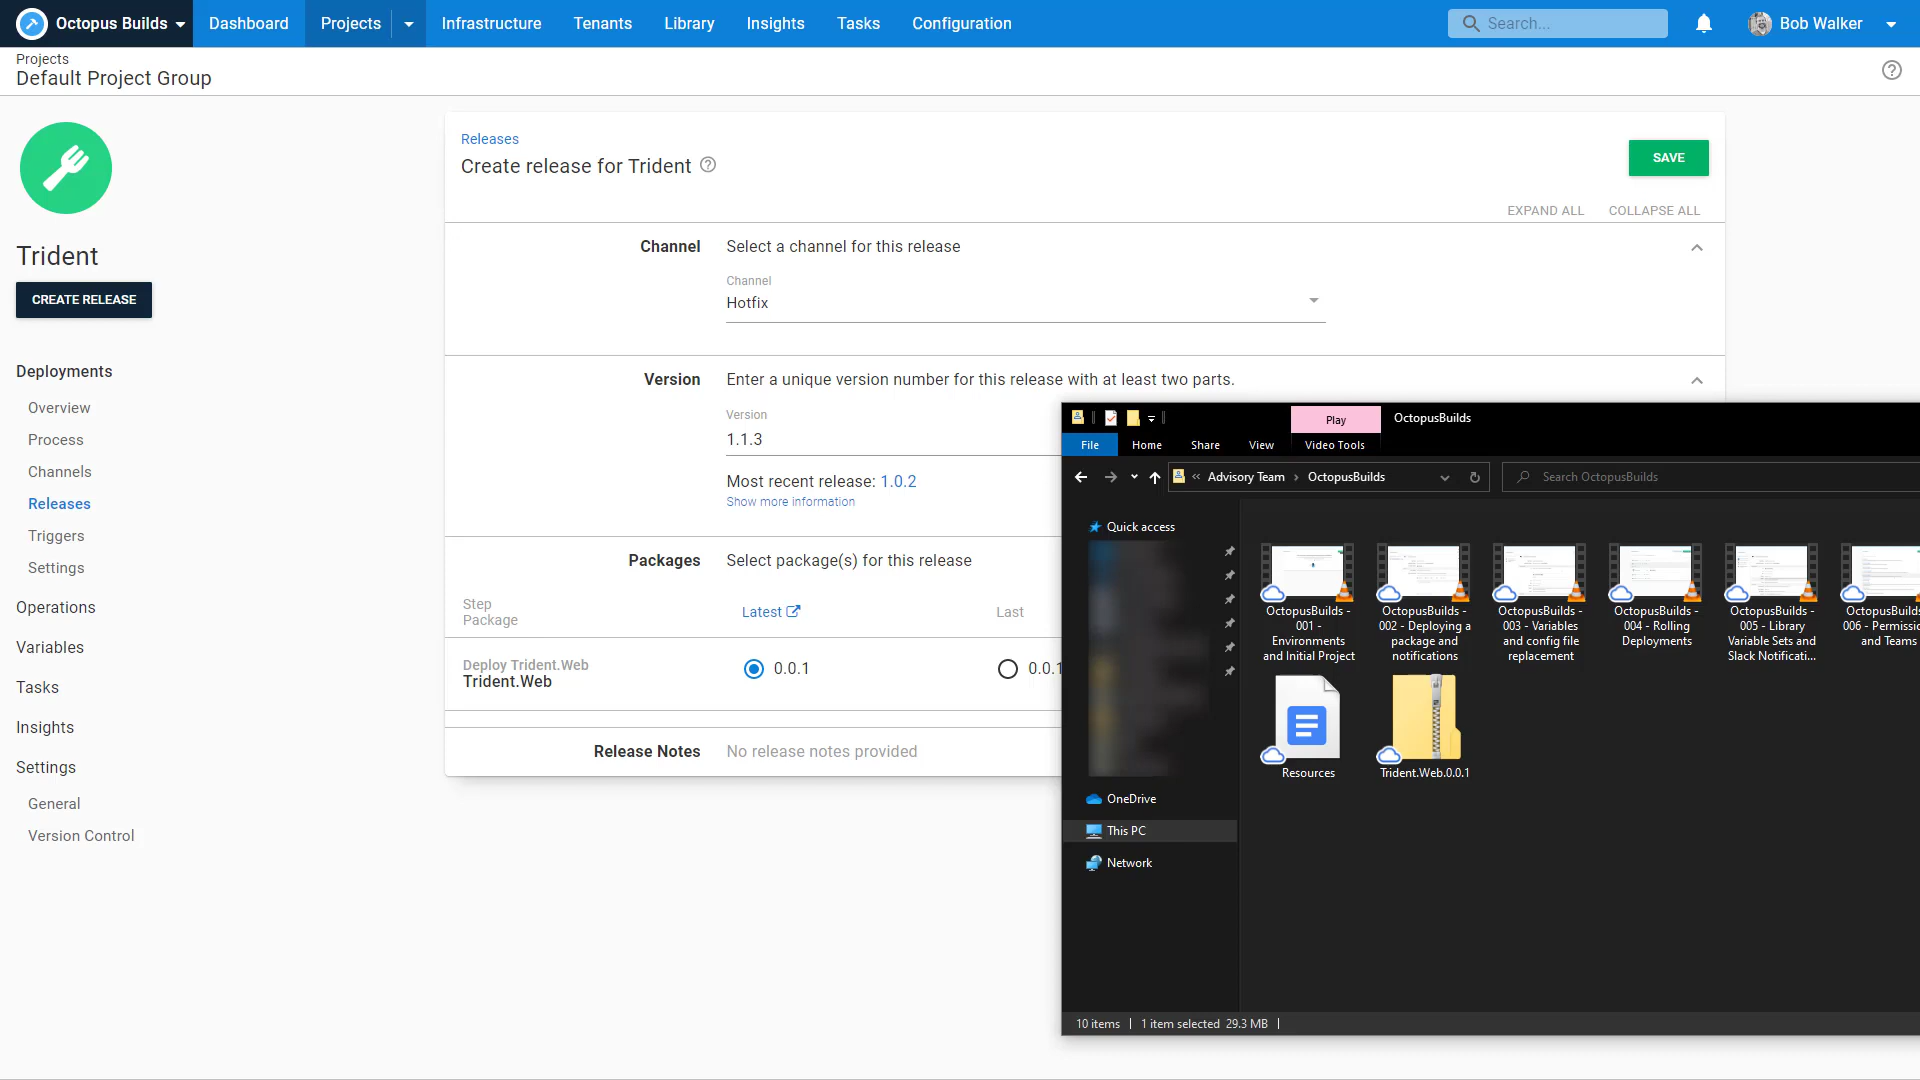 Octopus Builds
Dashboard
Projects
Infrastructure
Tenants
Library
Insights
Tasks
Configuration
Search...
Bob Walker
Projects
Default Project Group
Trident
CREATE RELEASE
Deployments
Overview
Process
Channels
Releases
Triggers
Settings
Operations
Variables
Tasks
Insights
Settings
General
Version Control
Releases
Create release for Trident
SAVE
EXPAND ALL
COLLAPSE ALL
Channel
Select a channel for this release
Channel
Hotfix
Version
Enter a unique version number for this release with at least two parts.
Version
1.1.3
Most recent release: 1.0.2
Show more information
Packages
Select package(s) for this release
Step
Package
Latest
Last
Deploy Trident.Web
Trident.Web
0.0.1
0.0.1
Release Notes
No release notes provided
Play
OctopusBuilds
File
Home
Share
View
Video Tools
« Advisory Team › OctopusBuilds
Search OctopusBuilds
Quick access
OneDrive
This PC
Network
OctopusBuilds -
001 -
Environments
and Initial Project
OctopusBuilds -
002 - Deploying a
package and
notifications
OctopusBuilds -
003 - Variables
and config file
replacement
OctopusBuilds -
004 - Rolling
Deployments
OctopusBuilds -
005 - Library
Variable Sets and
Slack Notificati...
OctopusBuilds
006 - Permissio
and Teams
Resources
Trident.Web.0.0.1
10 items
1 item selected 29.3 MB